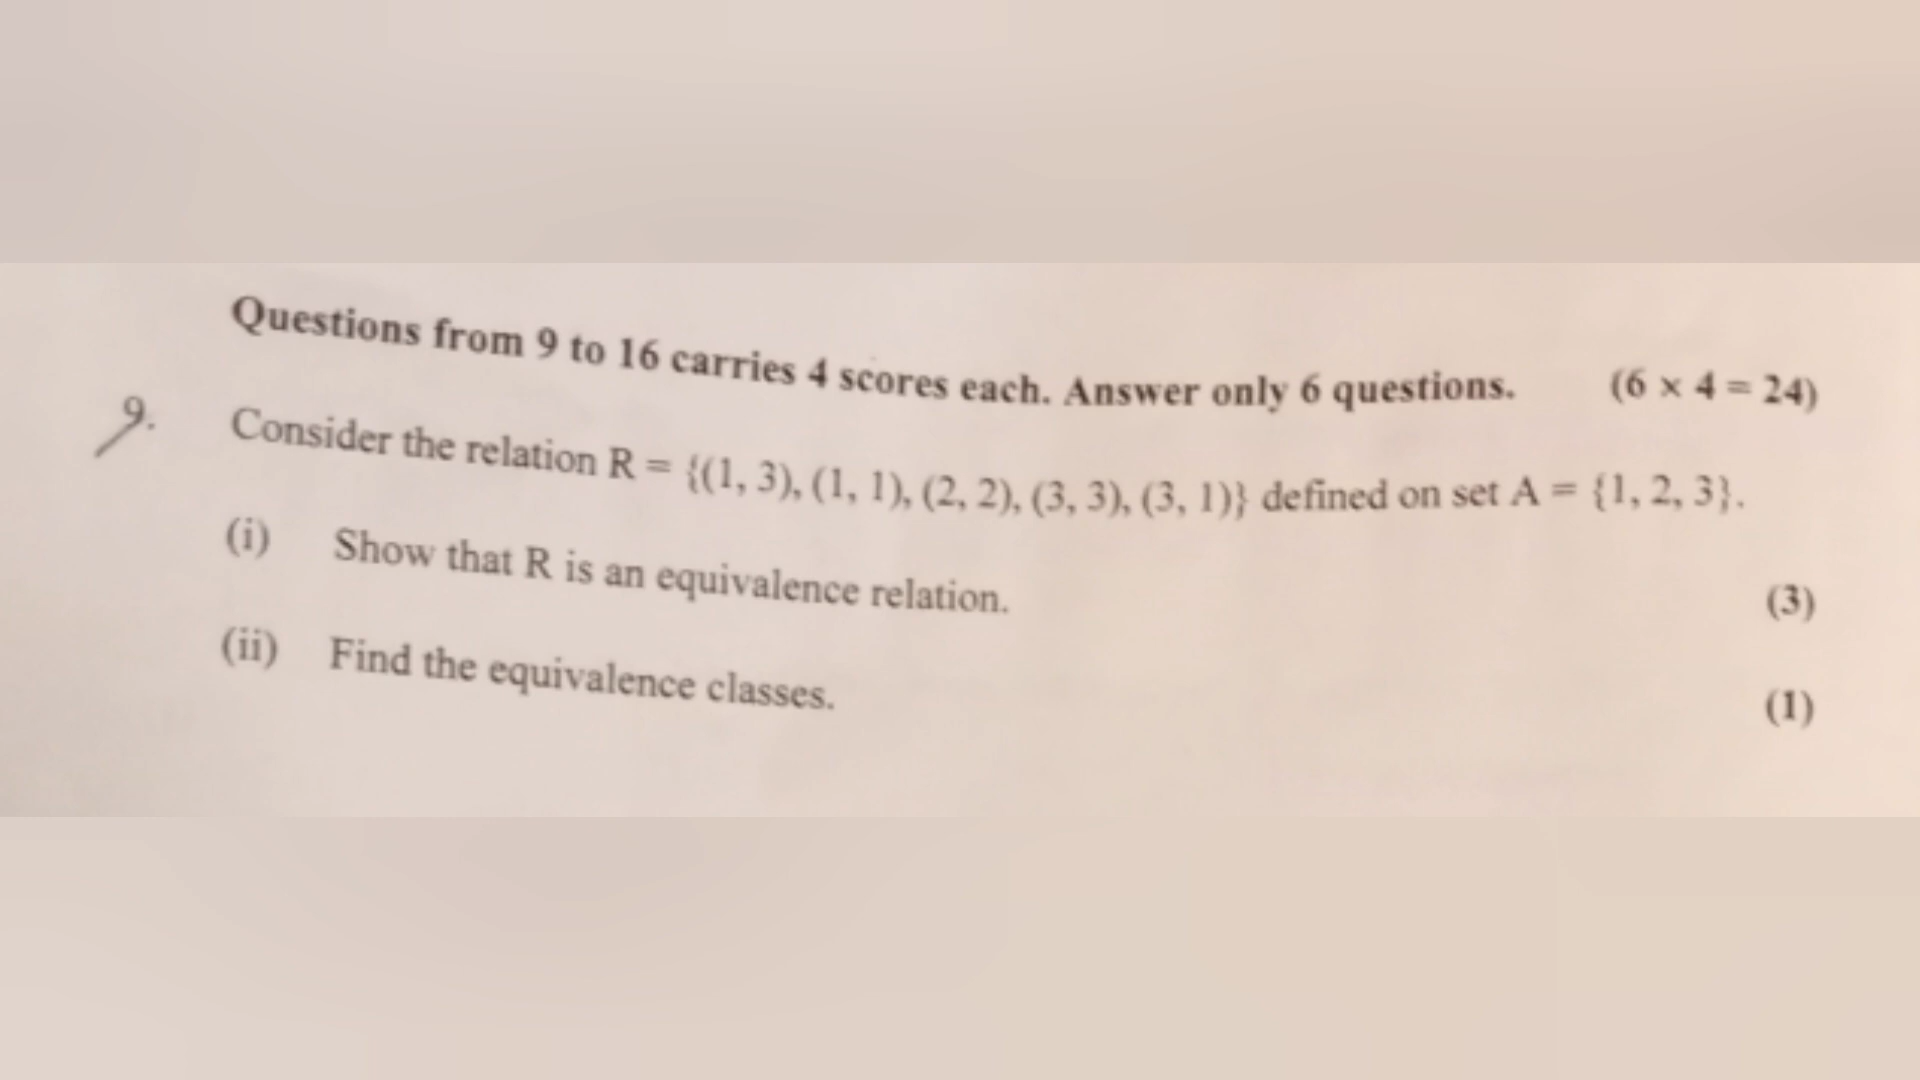 Questions from 9 to 16 carries 4 scores each. Answer only 6 questions. (6 × 4 = 24)
9. Consider the relation R = {(1, 3), (1, 1), (2, 2), (3, 3), (3, 1)} defined on set A = {1, 2, 3}.
(i) Show that R is an equivalence relation. (3)
(ii) Find the equivalence classes. (1)